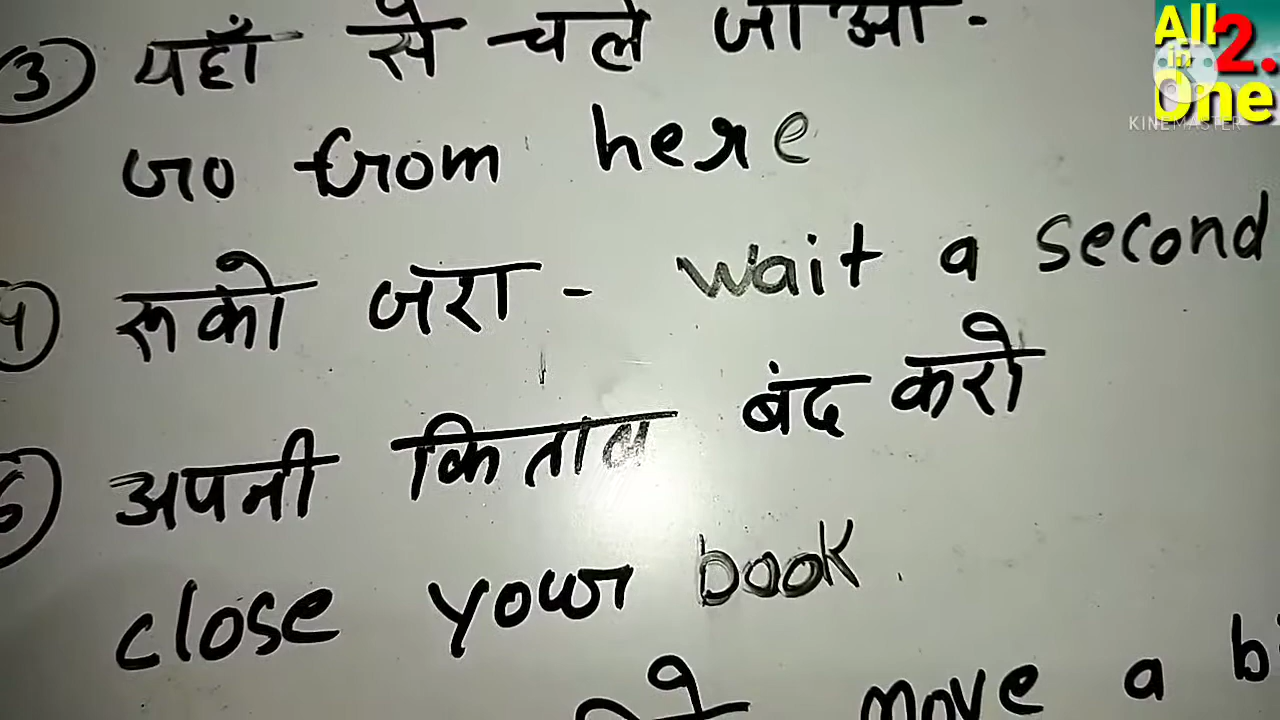 ③ यहाँ से चले जाओ -
Go from here
④ रूको जरा - wait a second
अपनी किताब बंद करो
close your book
move a
All in One 2.
KINEMASTER